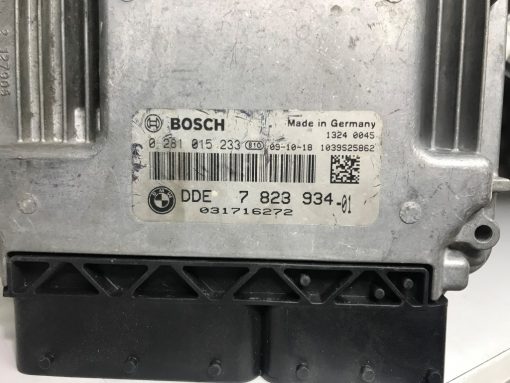 BOSCH Made in Germany
1324 0045
0 281 015 233 09-10-18 1039S25862
DDE 7 823 934-01
031716272